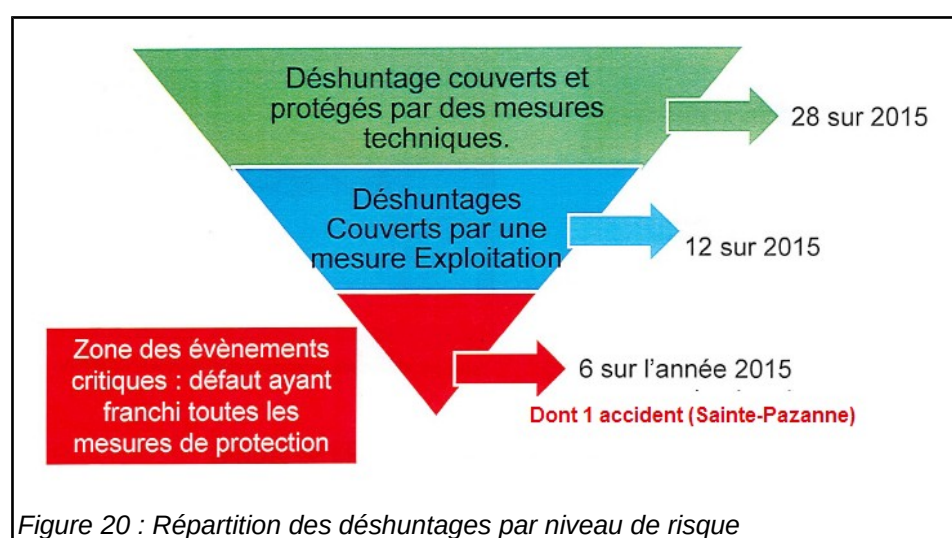 Déshuntage couverts et
protégés par des mesures
techniques.
28 sur 2015
Déshuntages
Couverts par une
mesure Exploitation
12 sur 2015
Zone des évènements
critiques : défaut ayant
franchi toutes les
mesures de protection
6 sur l'année 2015
Dont 1 accident (Sainte-Pazanne)
Figure 20 : Répartition des déshuntages par niveau de risque